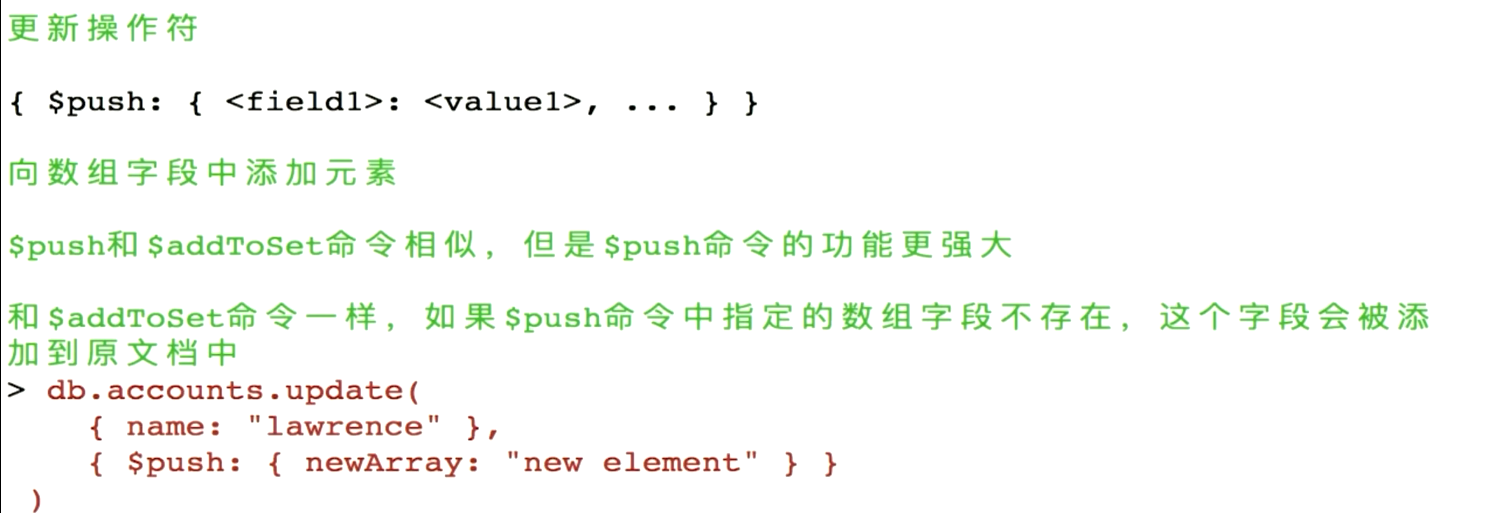 更新操作符
{ $push: { <field1>: <value1>, ... } }
向数组字段中添加元素
$push和$addToSet命令相似, 但是$push命令的功能更强大
和$addToSet命令一样, 如果$push命令中指定的数组字段不存在, 这个字段会被添
加到原文档中
> db.accounts.update(
{ name: "lawrence" },
{ $push: { newArray: "new element" } }
)